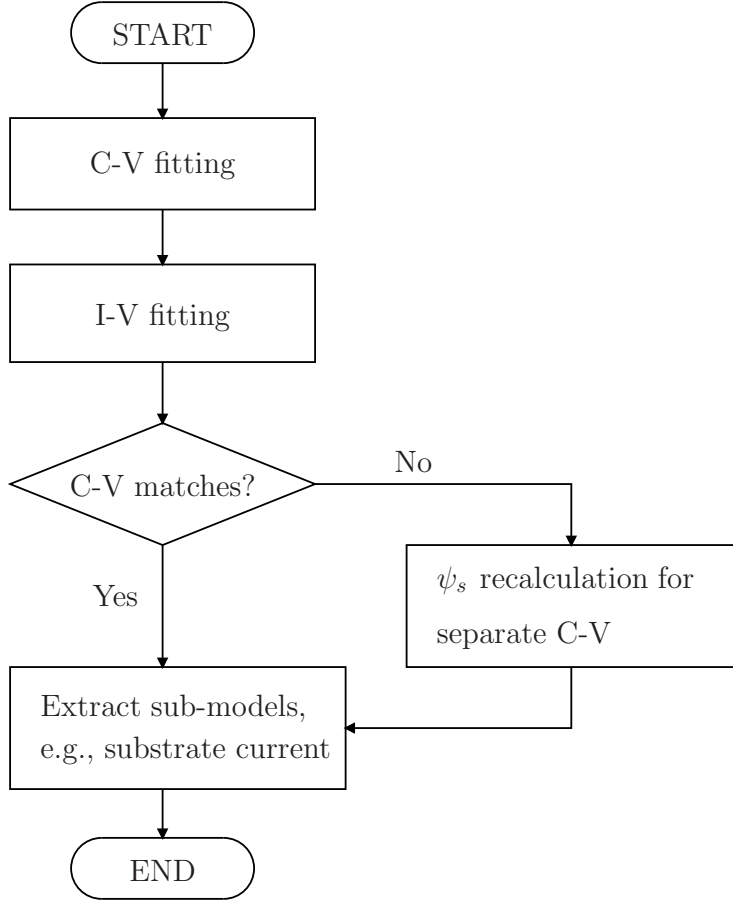 START
C-V fitting
I-V fitting
C-V matches?
No
Yes
ψₛ recalculation for
separate C-V
Extract sub-models,
e.g., substrate current
END